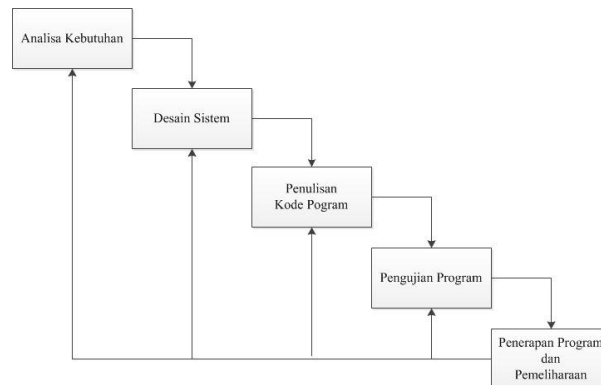 Analisa Kebutuhan
Desain Sistem
Penulisan
Kode Pogram
Pengujian Program
Penerapan Program
dan
Pemeliharaan